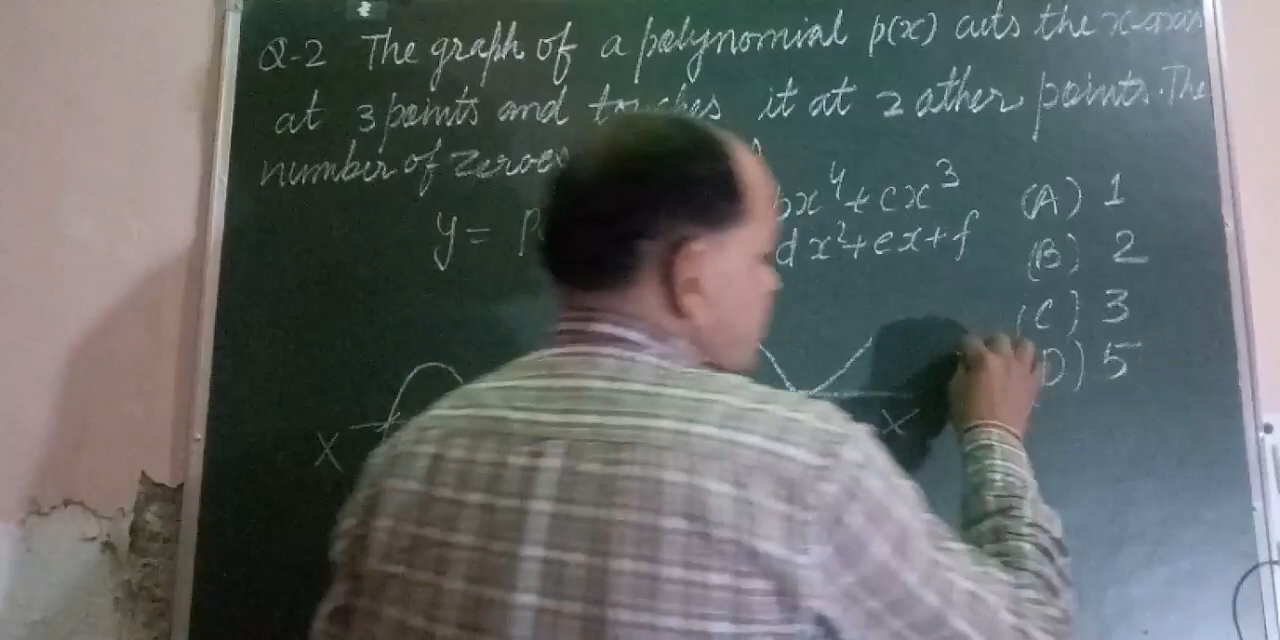 Q-2 The graph of a polynomial p(x) cuts the x-axis
at 3 points and touches it at 2 other points. The
number of zeroes
y = P bx⁴+cx³
dx²+ex+f
(A) 1
(B) 2
(C) 3
D) 5
X X